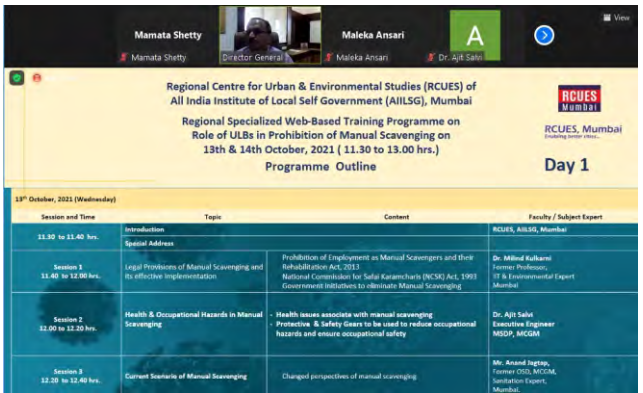 View
Mamata Shetty
Maleka Ansari
A
Mamata Shetty
Director General
Maleka Ansari
Dr. Ajit Salvi
Regional Centre for Urban & Environmental Studies (RCUES) of
All India Institute of Local Self Government (AIILSG), Mumbai
RCUES
Mumbai
Regional Specialized Web-Based Training Programme on
Role of ULBs in Prohibition of Manual Scavenging on
13th & 14th October, 2021 ( 11.30 to 13.00 hrs.)
Programme Outline
RCUES, Mumbai
Enabling better cities...
Day 1
13th October, 2021 (Wednesday)
Session and Time Topic Content Faculty / Subject Expert
11.30 to 11.40 hrs.
Introduction
RCUES, AIILSG, Mumbai
Special Address
Session 1
11.40 to 12.00 hrs.
Legal Provisions of Manual Scavenging and
its effective implementation
Prohibition of Employment as Manual Scavengers and their
Rehabilitation Act, 2013
National Commission for Safai Karamcharis (NCSK) Act, 1993
Government Initiatives to eliminate Manual Scavenging
Dr. Milind Kulkarni
Former Professor,
IIT & Environmental Expert
Mumbai
Session 2
12.00 to 12.20 hrs.
Health & Occupational Hazards in Manual
Scavenging
- Health issues associate with manual scavenging
- Protective & Safety Gears to be used to reduce occupational
hazards and ensure occupational safety
Dr. Ajit Salvi
Executive Engineer
MSDP, MCGM
Session 3
12.20 to 12.40 hrs.
Current Scenario of Manual Scavenging
Changed perspectives of manual scavenging
Mr. Anand Jagtap,
Former OSD, MCGM,
Sanitation Expert,
Mumbai.